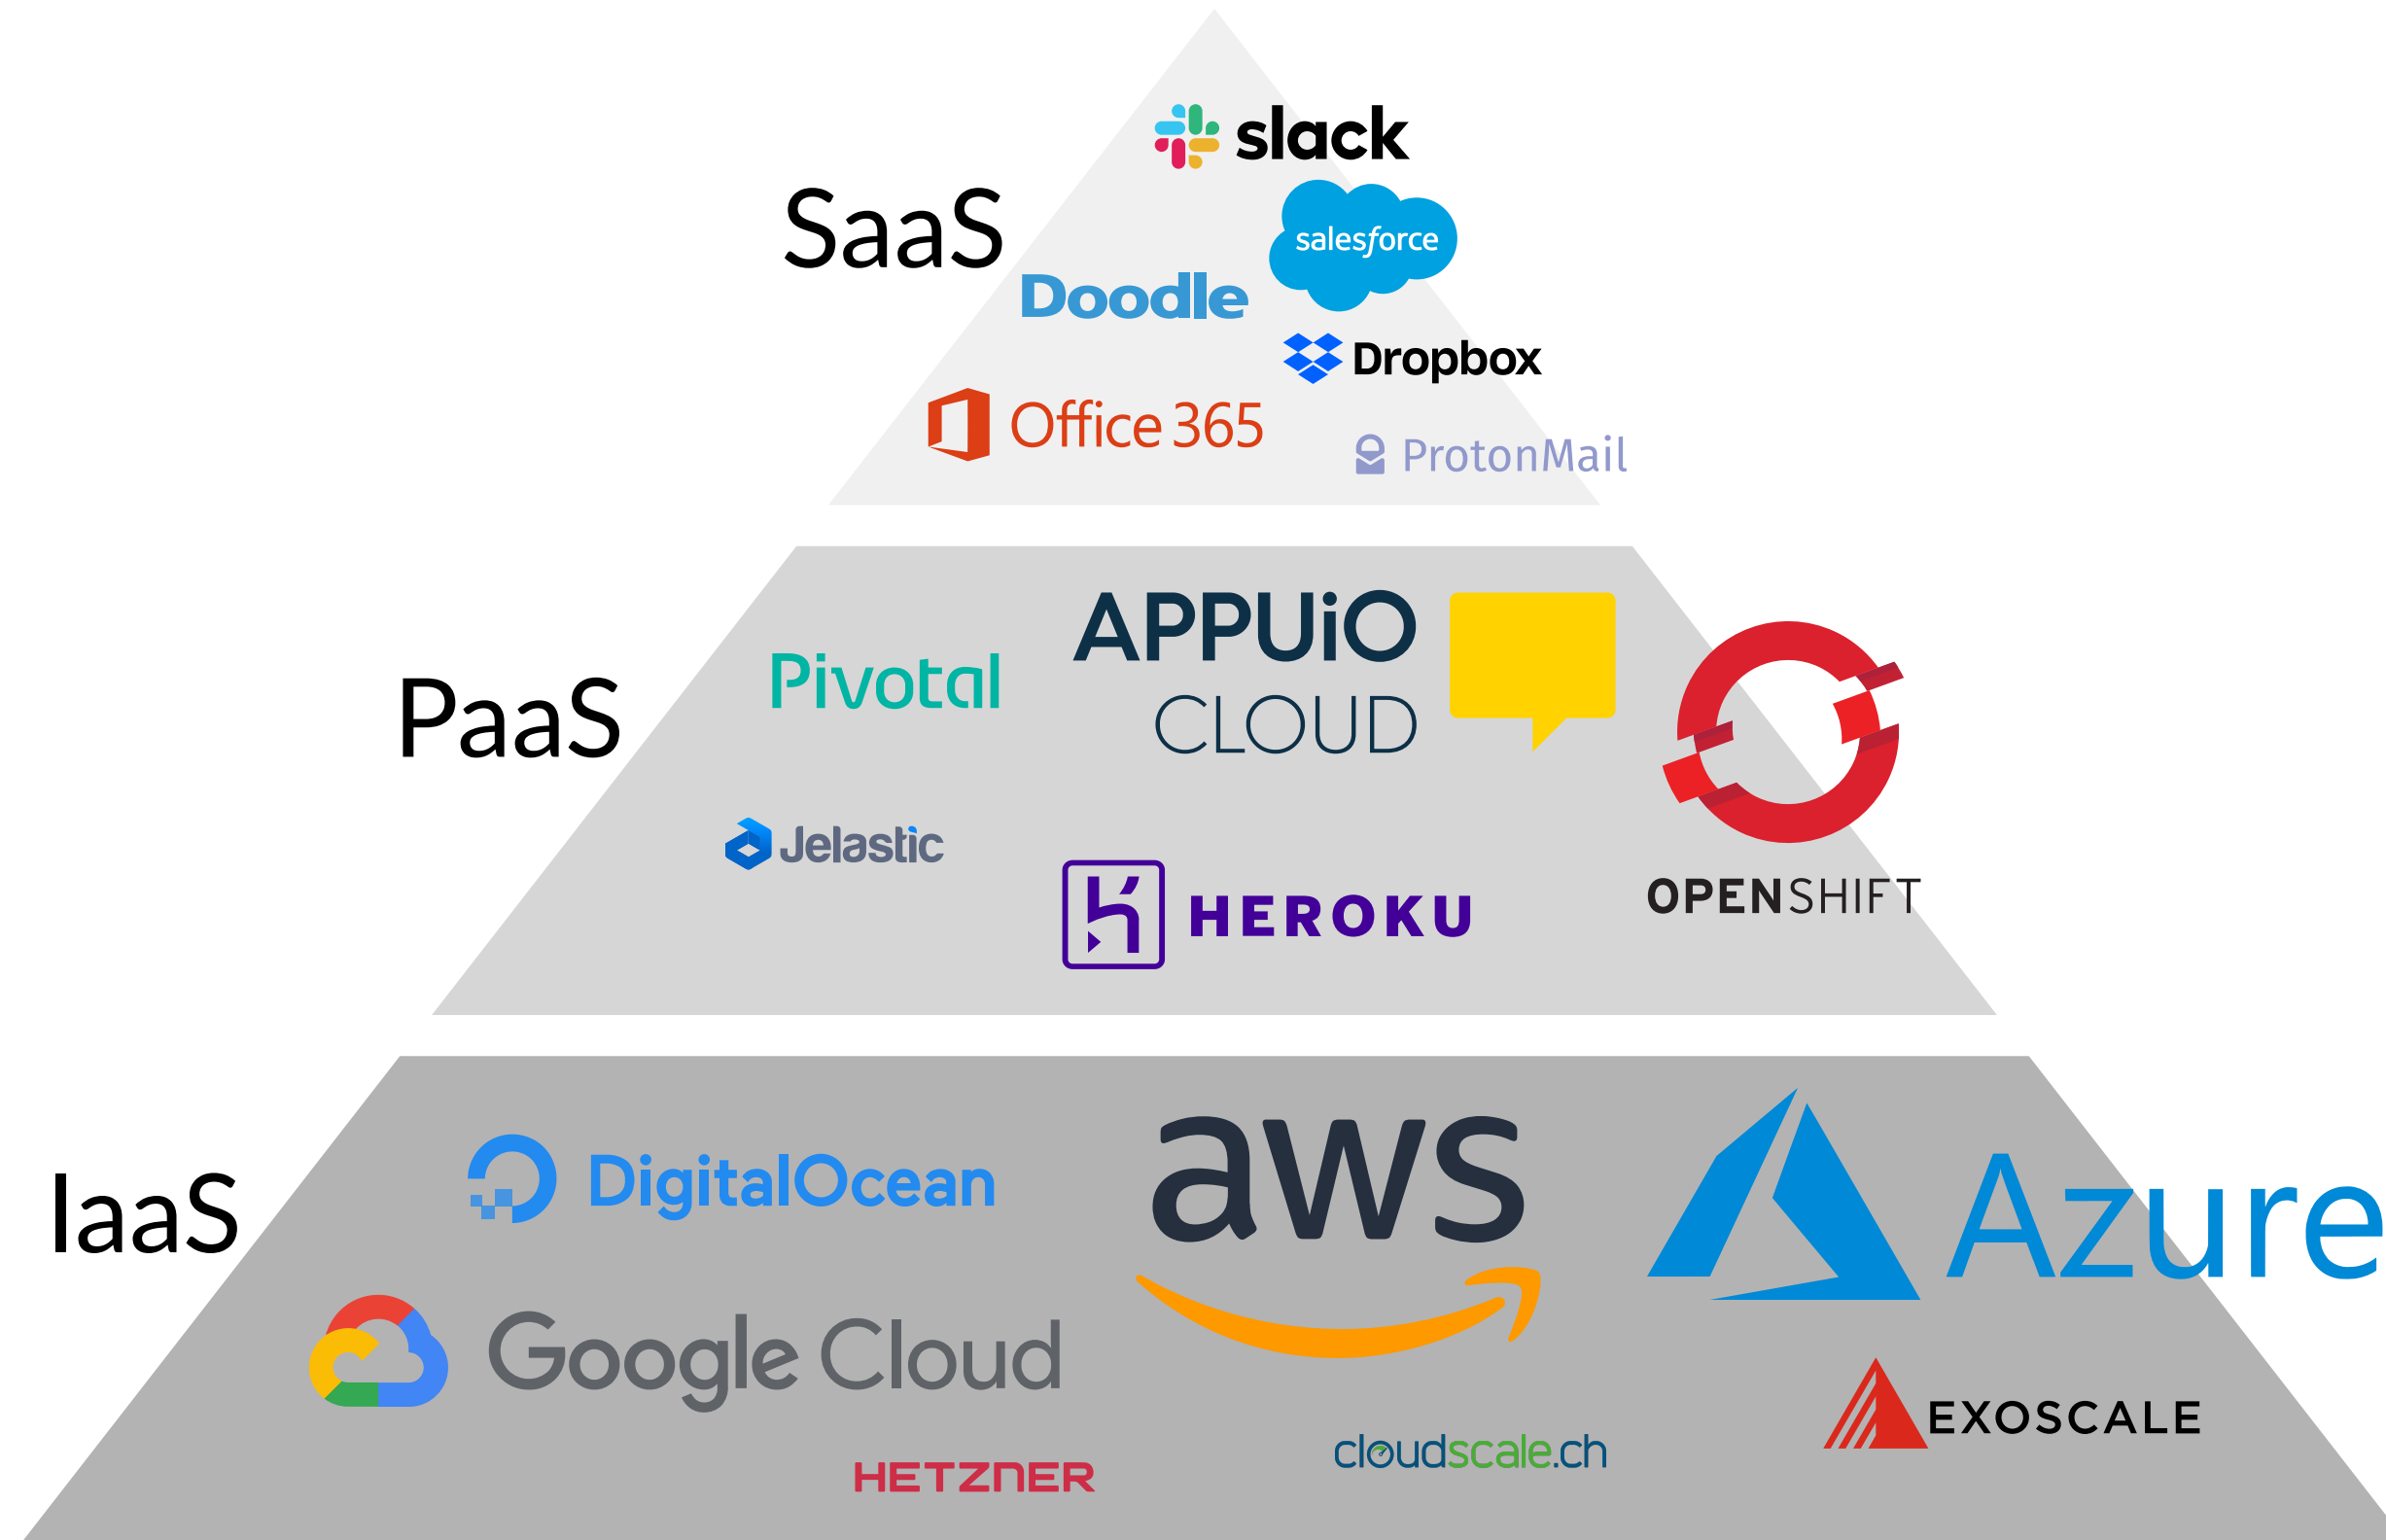 slack
SaaS
salesforce
Doodle
Dropbox
Office 365
ProtonMail
APPUiO
CLOUD
Pivotal
PaaS
Jelastic
HEROKU
OPENSHIFT
aws
DigitalOcean
Azure
IaaS
Google Cloud
EXOSCALE
cloudscale.ch
HETZNER